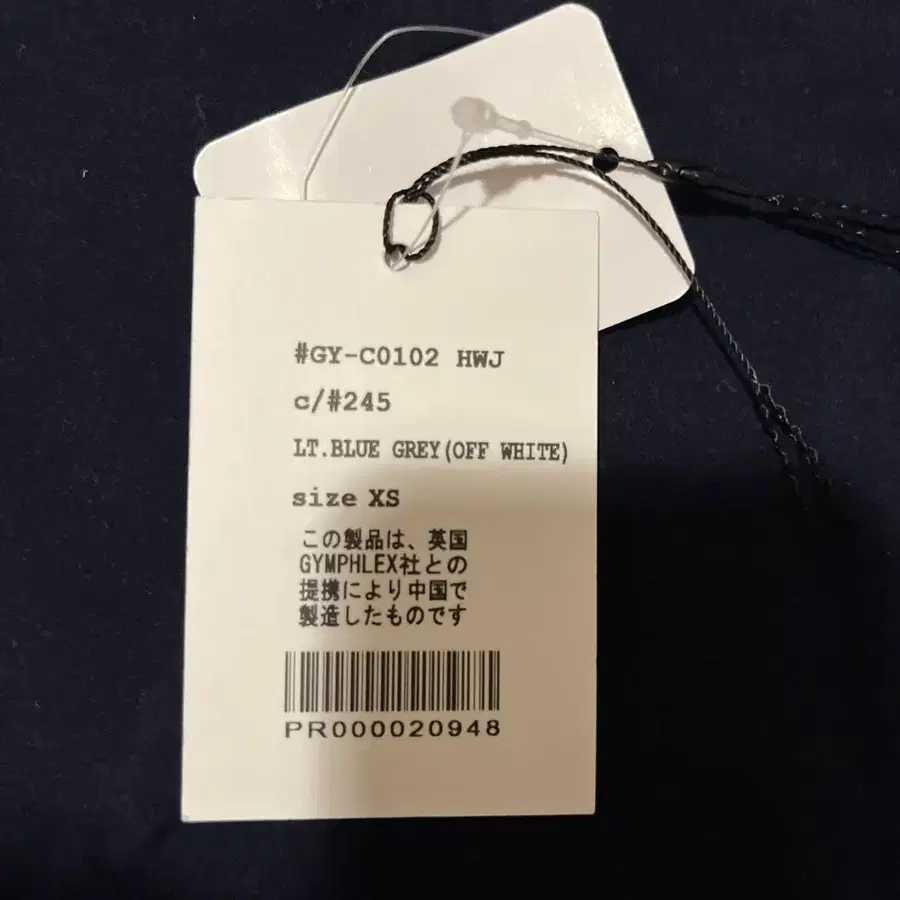 #GY-C0102 HWJ
c/#245
LT.BLUE GREY(OFF WHITE)
size XS
この製品は、英国
GYMPHLEX社との
提携により中国で
製造したものです
PR000020948